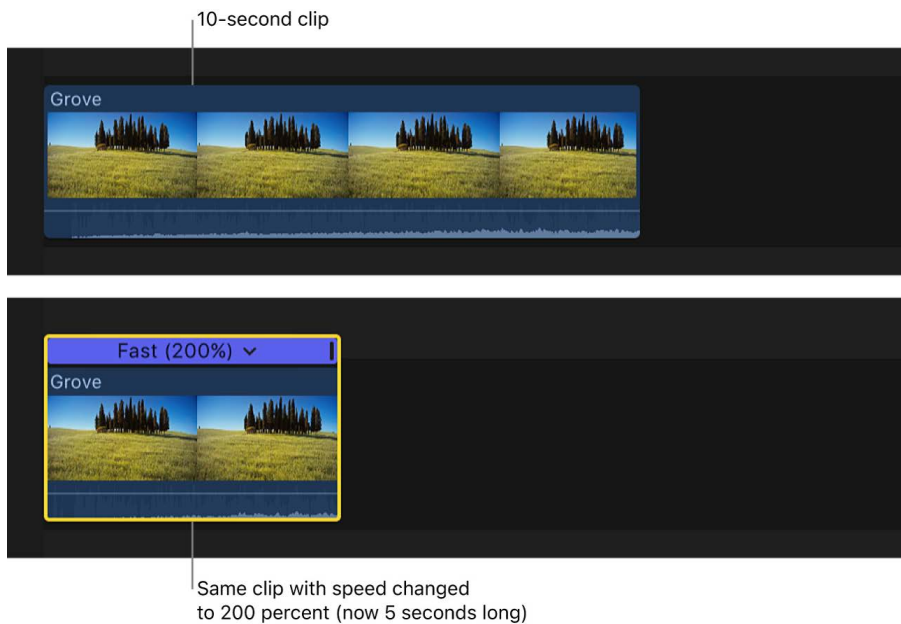 10-second clip
Grove
Fast (200%)
Grove
Same clip with speed changed
to 200 percent (now 5 seconds long)